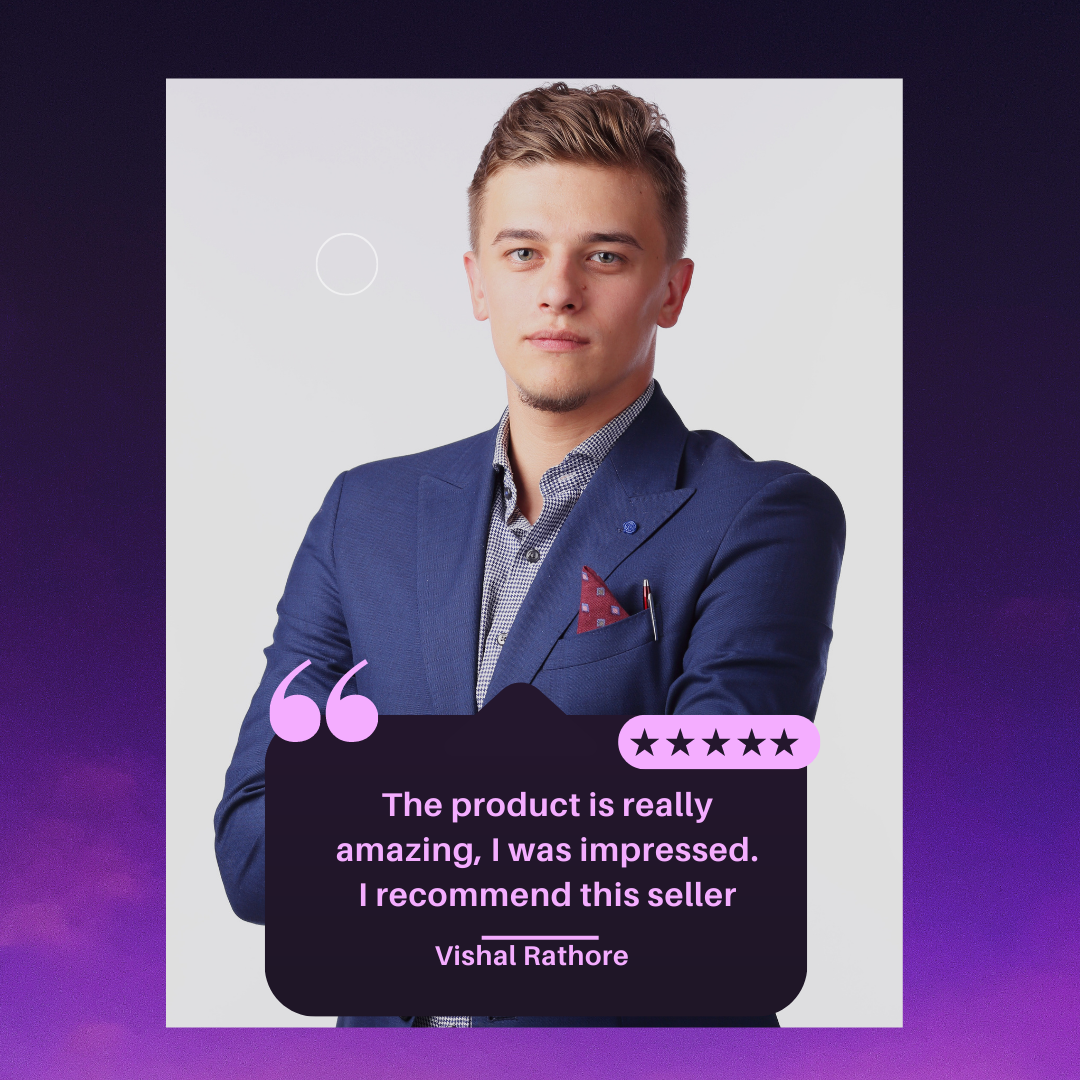 The product is really
amazing, I was impressed.
I recommend this seller
Vishal Rathore